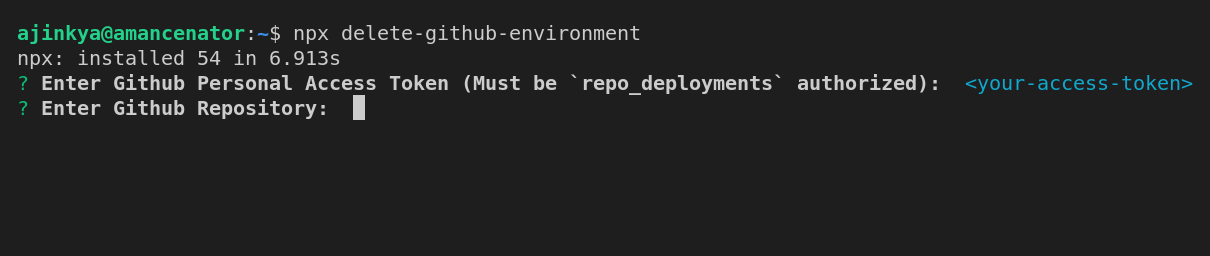 ajinkya@amancenator:~$ npx delete-github-environment
npx: installed 54 in 6.913s
? Enter Github Personal Access Token (Must be `repo_deployments` authorized):  <your-access-token>
? Enter Github Repository: